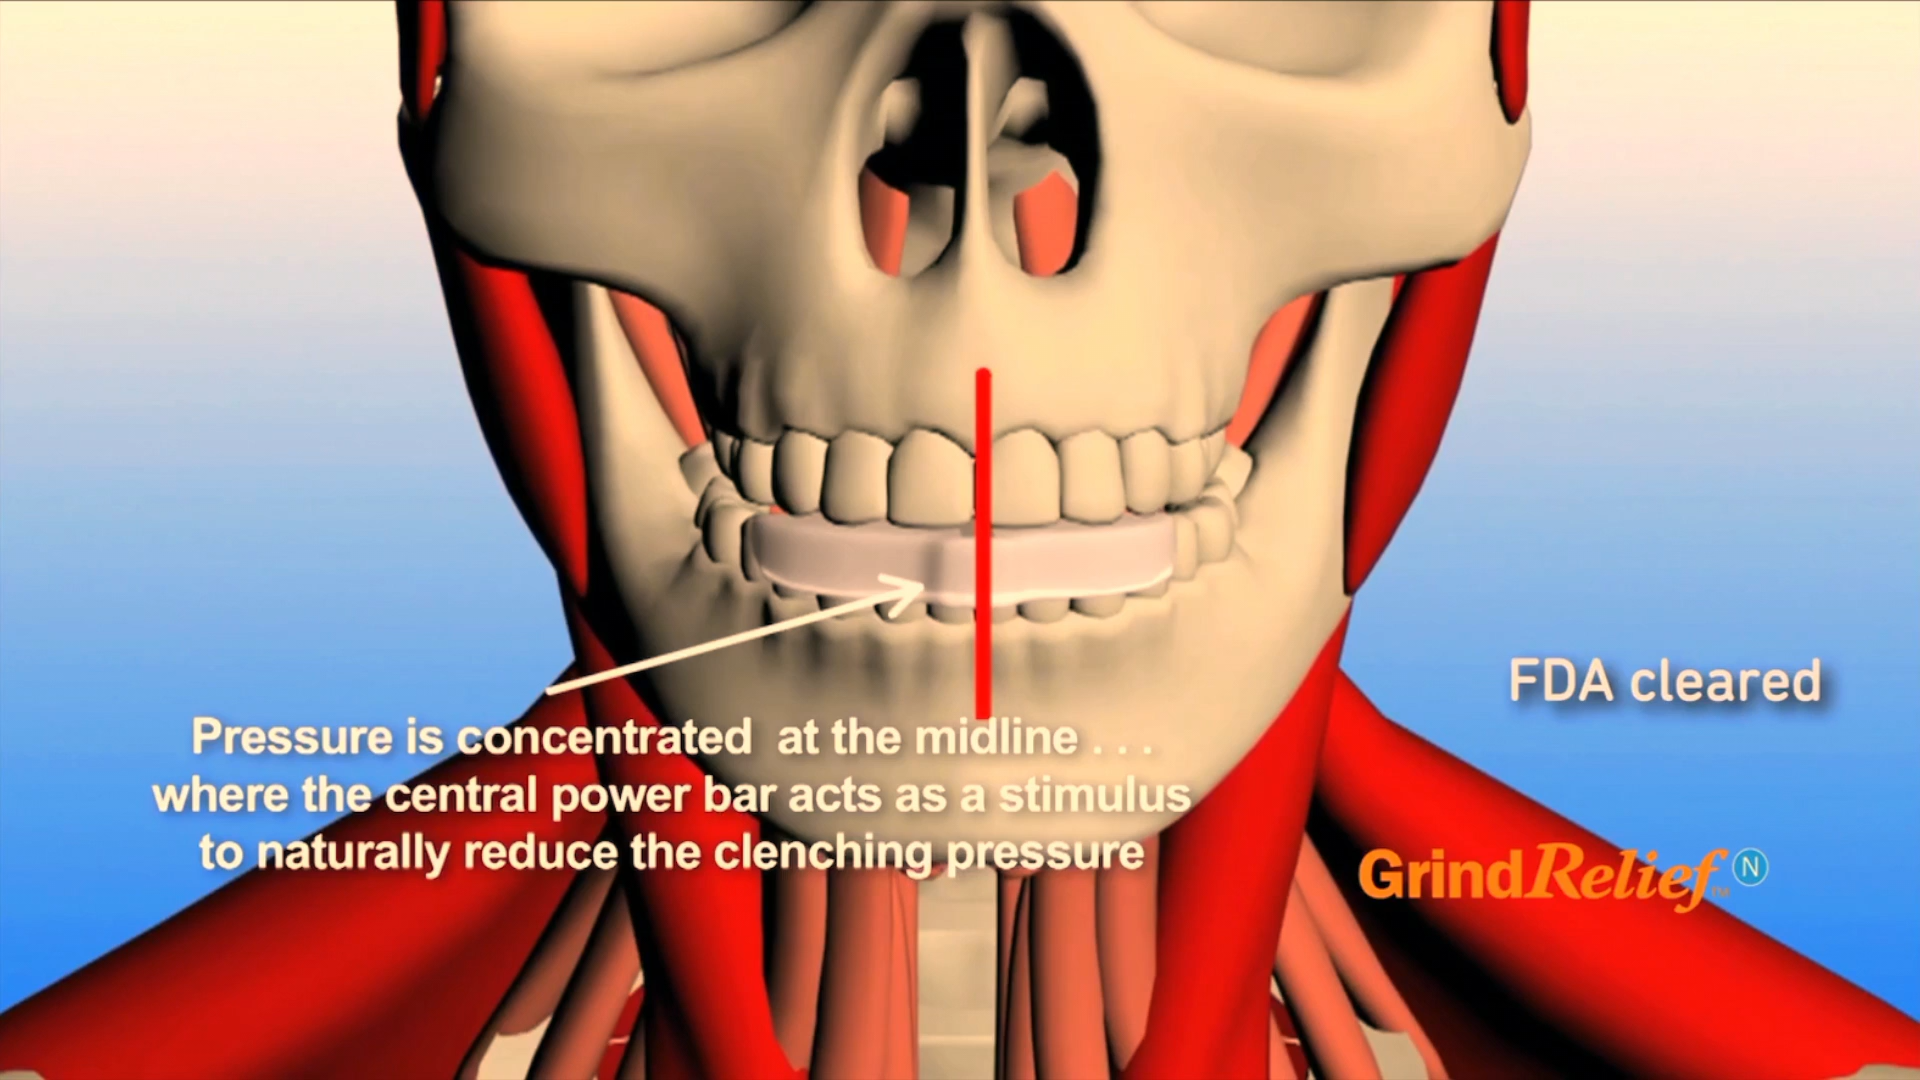 FDA cleared
Pressure is concentrated at the midline . . .
where the central power bar acts as a stimulus
to naturally reduce the clenching pressure
GrindRelief™ N